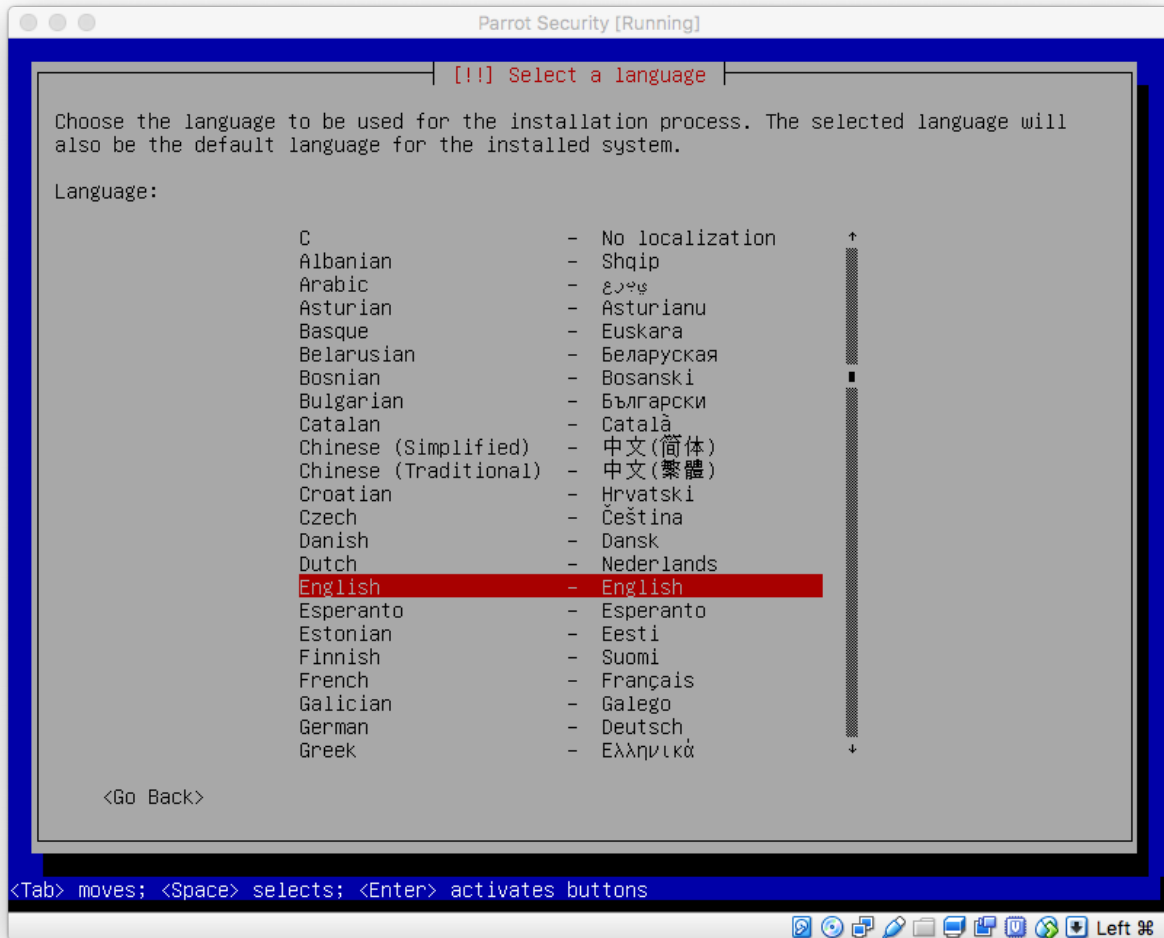 Parrot Security [Running]
[!!] Select a language
Choose the language to be used for the installation process. The selected language will
also be the default language for the installed system.
Language:
C - No localization
Albanian - Shqip
Arabic - عربي
Asturian - Asturianu
Basque - Euskara
Belarusian - Беларуская
Bosnian - Bosanski
Bulgarian - Български
Catalan - Català
Chinese (Simplified) - 中文(简体)
Chinese (Traditional) - 中文(繁體)
Croatian - Hrvatski
Czech - Čeština
Danish - Dansk
Dutch - Nederlands
English - English
Esperanto - Esperanto
Estonian - Eesti
Finnish - Suomi
French - Français
Galician - Galego
German - Deutsch
Greek - Ελληνικά
<Go Back>
<Tab> moves; <Space> selects; <Enter> activates buttons
Left ⌘